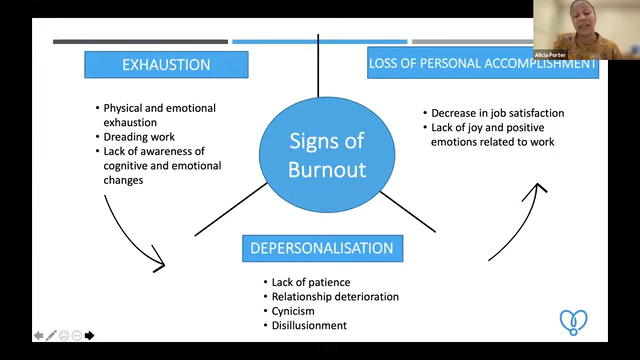 Alicia Porter
EXHAUSTION
LOSS OF PERSONAL ACCOMPLISHMENT
• Physical and emotional
exhaustion
• Dreading work
• Lack of awareness of
cognitive and emotional
changes
Signs of
Burnout
• Decrease in job satisfaction
• Lack of joy and positive
emotions related to work
DEPERSONALISATION
• Lack of patience
• Relationship deterioration
• Cynicism
• Disillusionment